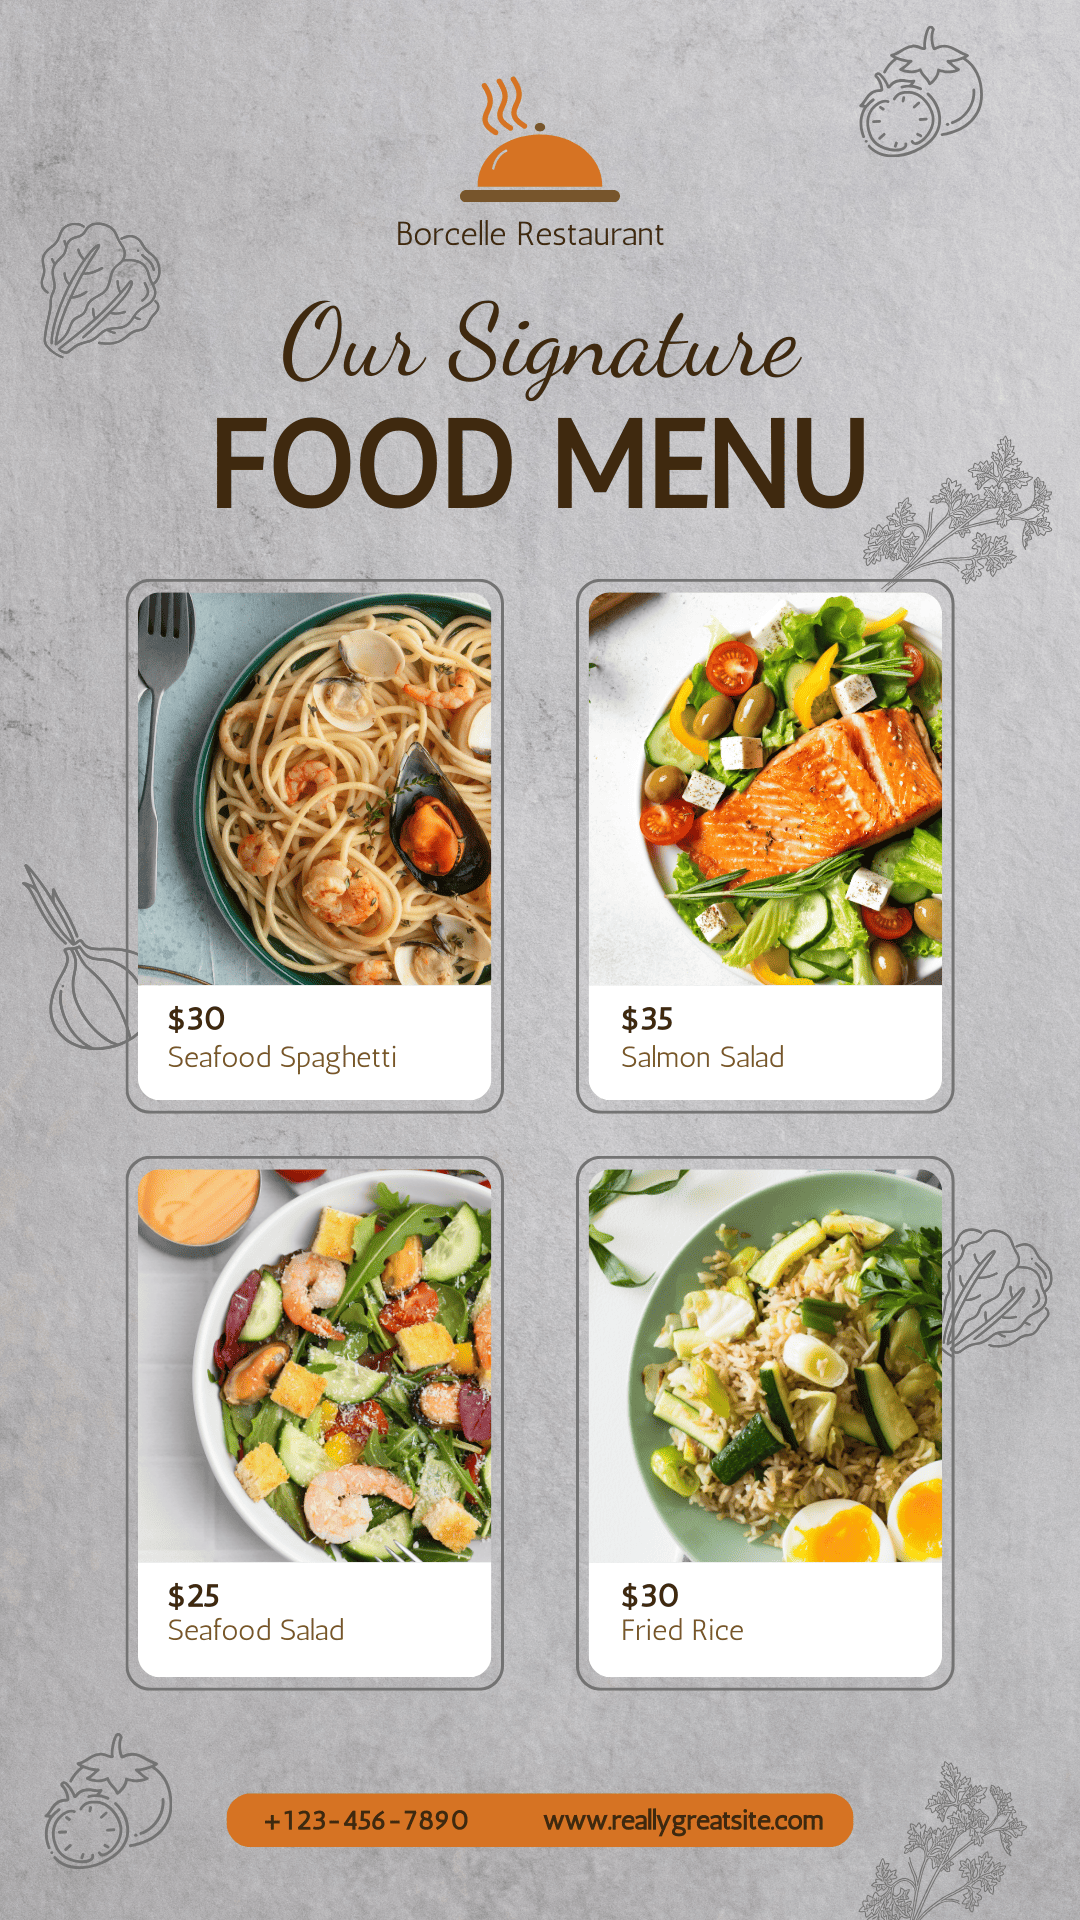 Borcelle Restaurant
Our Signature
FOOD MENU
$30
Seafood Spaghetti
$35
Salmon Salad
$25
Seafood Salad
$30
Fried Rice
+123-456-7890
www.reallygreatsite.com